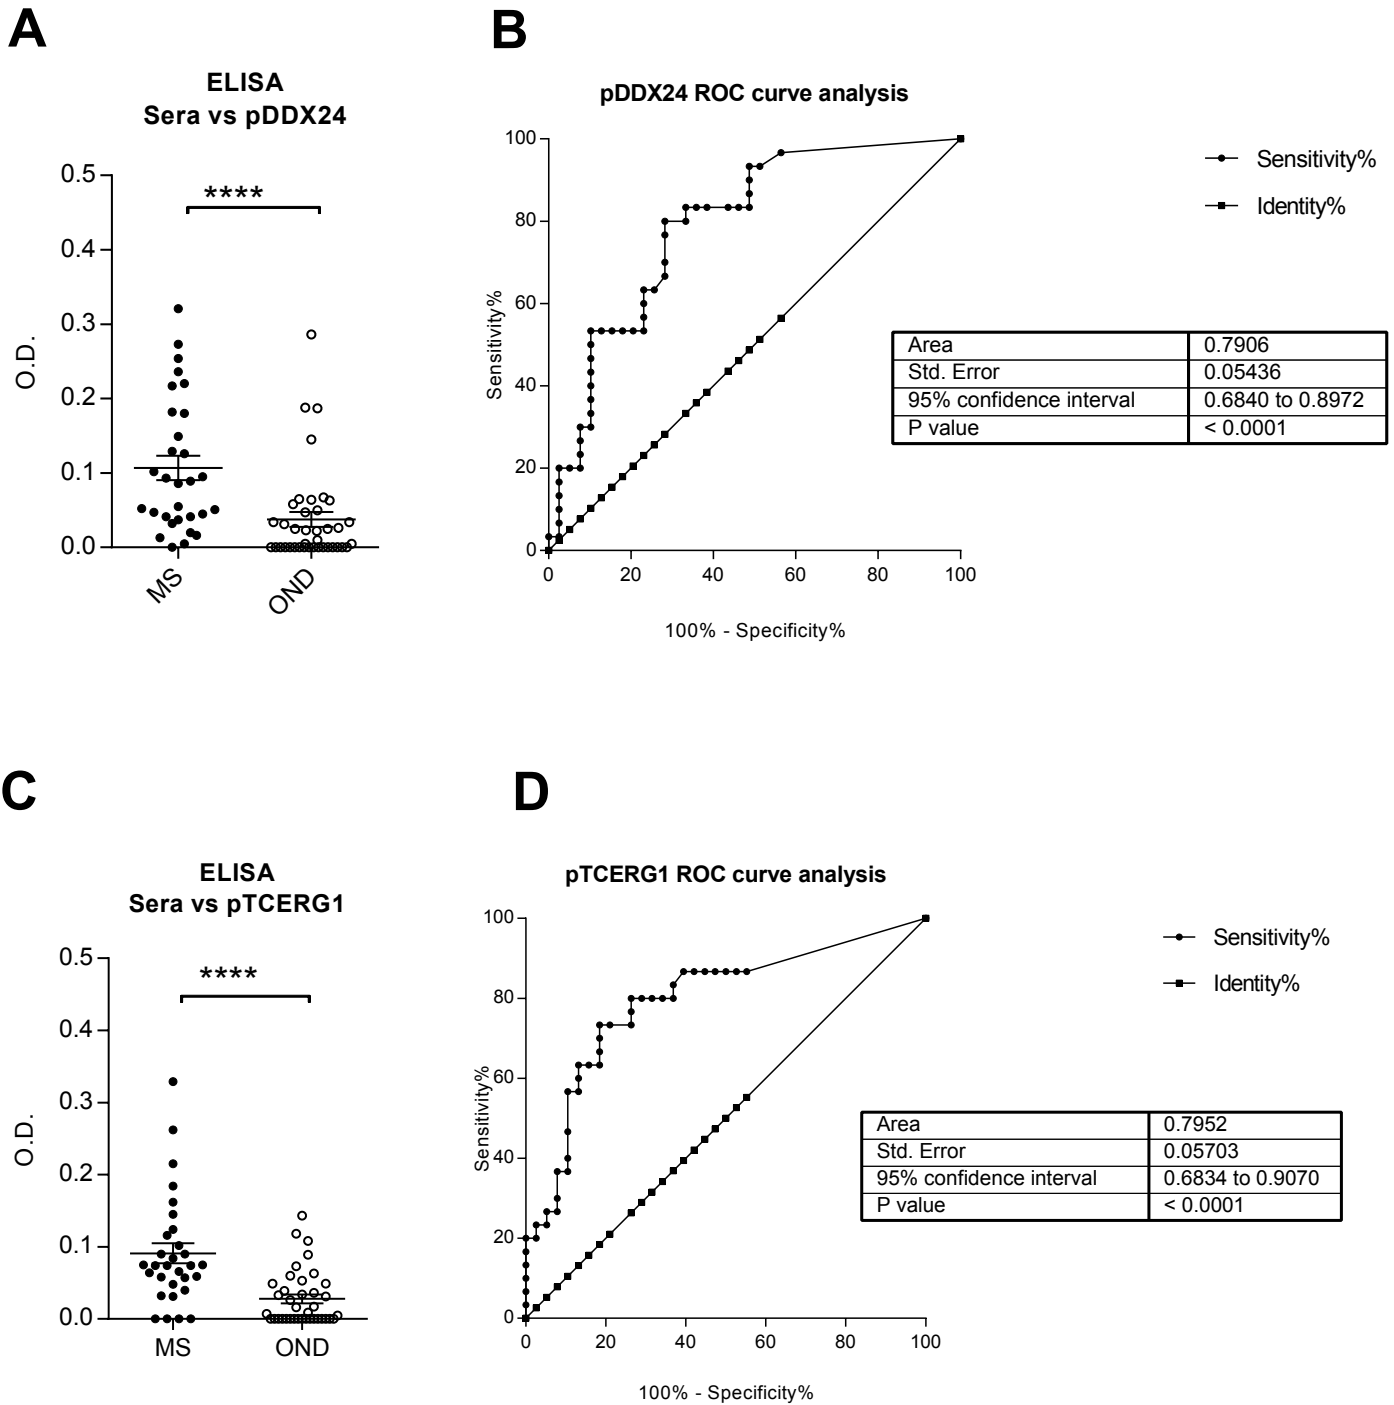 A
ELISA
Sera vs pDDX24
0.5
0.4
0.3
0.2
0.1
0.0
O.D.
****
MS
OND
B
pDDX24 ROC curve analysis
100
80
60
40
20
0
Sensitivity%
0 20 40 60 80 100
100% - Specificity%
Sensitivity%
Identity%
Area 0.7906
Std. Error 0.05436
95% confidence interval 0.6840 to 0.8972
P value < 0.0001
C
ELISA
Sera vs pTCERG1
0.5
0.4
0.3
0.2
0.1
0.0
O.D.
****
MS OND
D
pTCERG1 ROC curve analysis
100
80
60
40
20
0
Sensitivity%
0 20 40 60 80 100
100% - Specificity%
Sensitivity%
Identity%
Area 0.7952
Std. Error 0.05703
95% confidence interval 0.6834 to 0.9070
P value < 0.0001